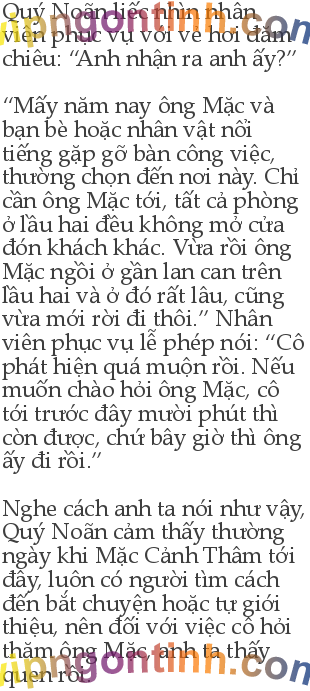 Quý Noãn liếc nhìn nhân
viên phục vụ với vẻ hơi đăm
chiêu: “Anh nhận ra anh ấy?”
“Mấy năm nay ông Mặc và
bạn bè hoặc nhân vật nổi
tiếng gặp gỡ bàn công việc,
thường chọn đến nơi này. Chỉ
cần ông Mặc tới, tất cả phòng
ở lầu hai đều không mở cửa
đón khách khác. Vừa rồi ông
Mặc ngồi ở gần lan can trên
lầu hai và ở đó rất lâu, cũng
vừa mới rời đi thôi.” Nhân
viên phục vụ lễ phép nói: “Cô
phát hiện quá muộn rồi. Nếu
muốn chào hỏi ông Mặc, cô
tới trước đây mười phút thì
còn được, chứ bây giờ thì ông
ấy đi rồi.”
Nghe cách anh ta nói như vậy,
Quý Noãn cảm thấy thường
ngày khi Mặc Cảnh Thâm tới
đây, luôn có người tìm cách
đến bắt chuyện hoặc tự giới
thiệu, nên đối với việc cô hỏi
thăm ông Mặc, anh ta thấy
quen rồi.
vipngontinh.com
vipngontinh.com